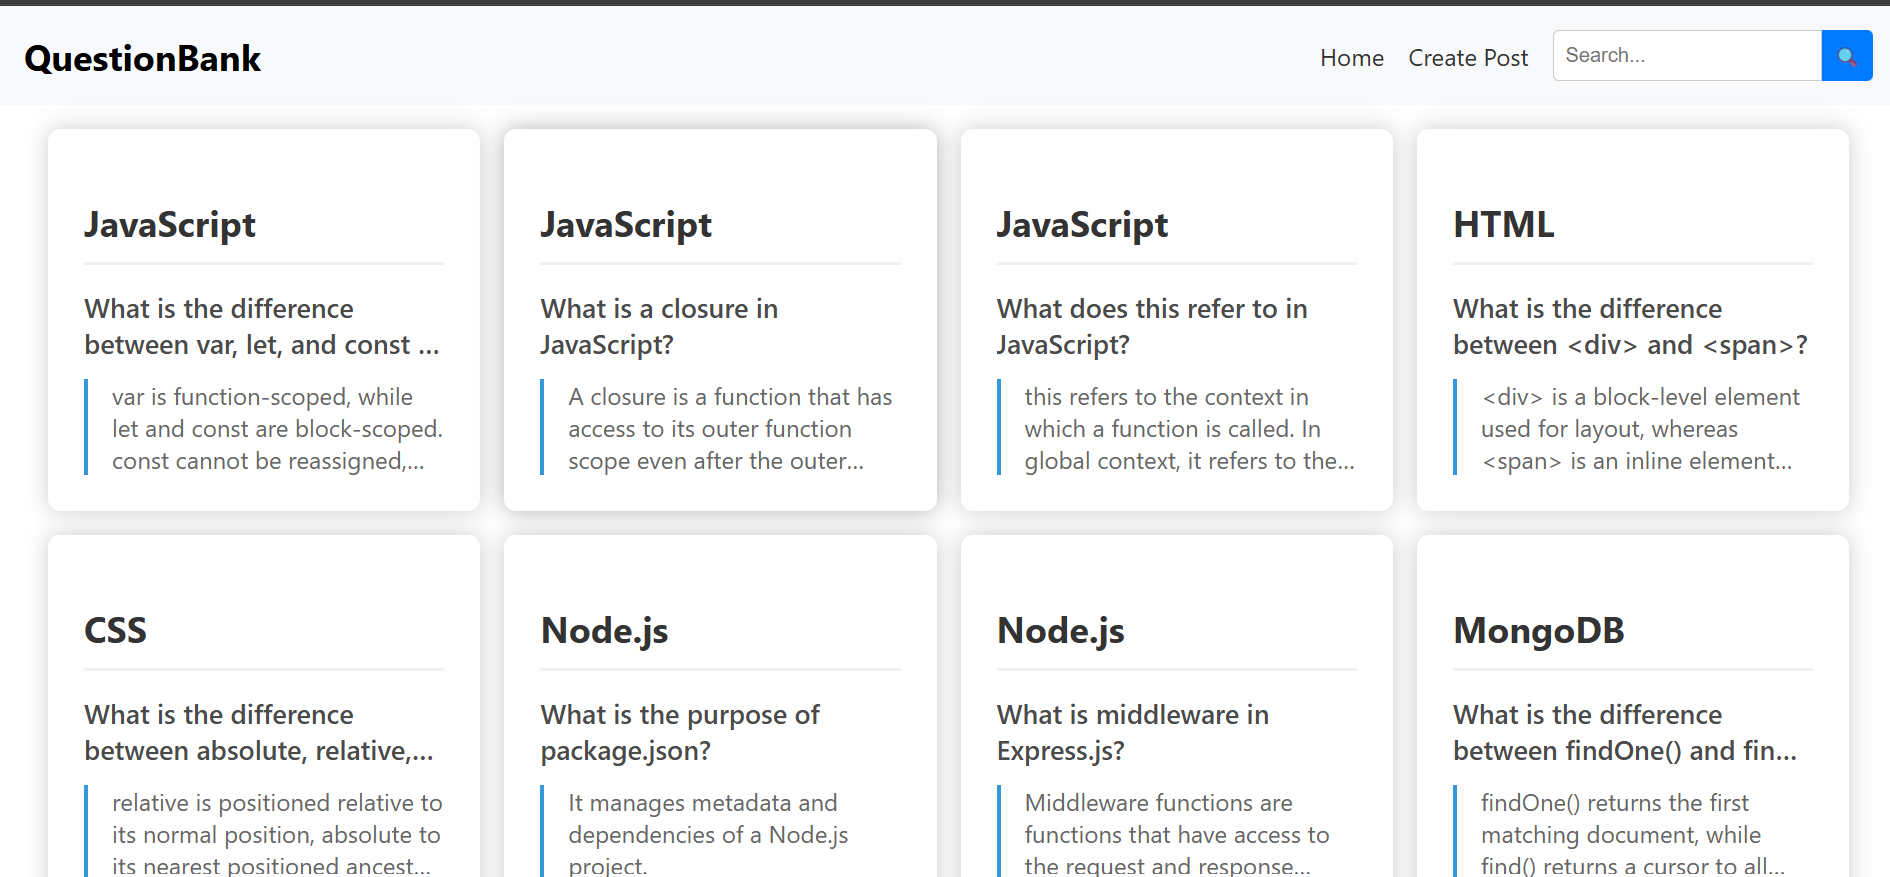 QuestionBank
Home
Create Post
Search...
JavaScript
What is the difference
between var, let, and const ...
var is function-scoped, while
let and const are block-scoped.
const cannot be reassigned,...
JavaScript
What is a closure in
JavaScript?
A closure is a function that has
access to its outer function
scope even after the outer...
JavaScript
What does this refer to in
JavaScript?
this refers to the context in
which a function is called. In
global context, it refers to the...
HTML
What is the difference
between <div> and <span>?
<div> is a block-level element
used for layout, whereas
<span> is an inline element...
CSS
What is the difference
between absolute, relative,...
relative is positioned relative to
its normal position, absolute to
its nearest positioned ancest...
Node.js
What is the purpose of
package.json?
It manages metadata and
dependencies of a Node.js
project.
Node.js
What is middleware in
Express.js?
Middleware functions are
functions that have access to
the request and response...
MongoDB
What is the difference
between findOne() and fin...
findOne() returns the first
matching document, while
find() returns a cursor to all...